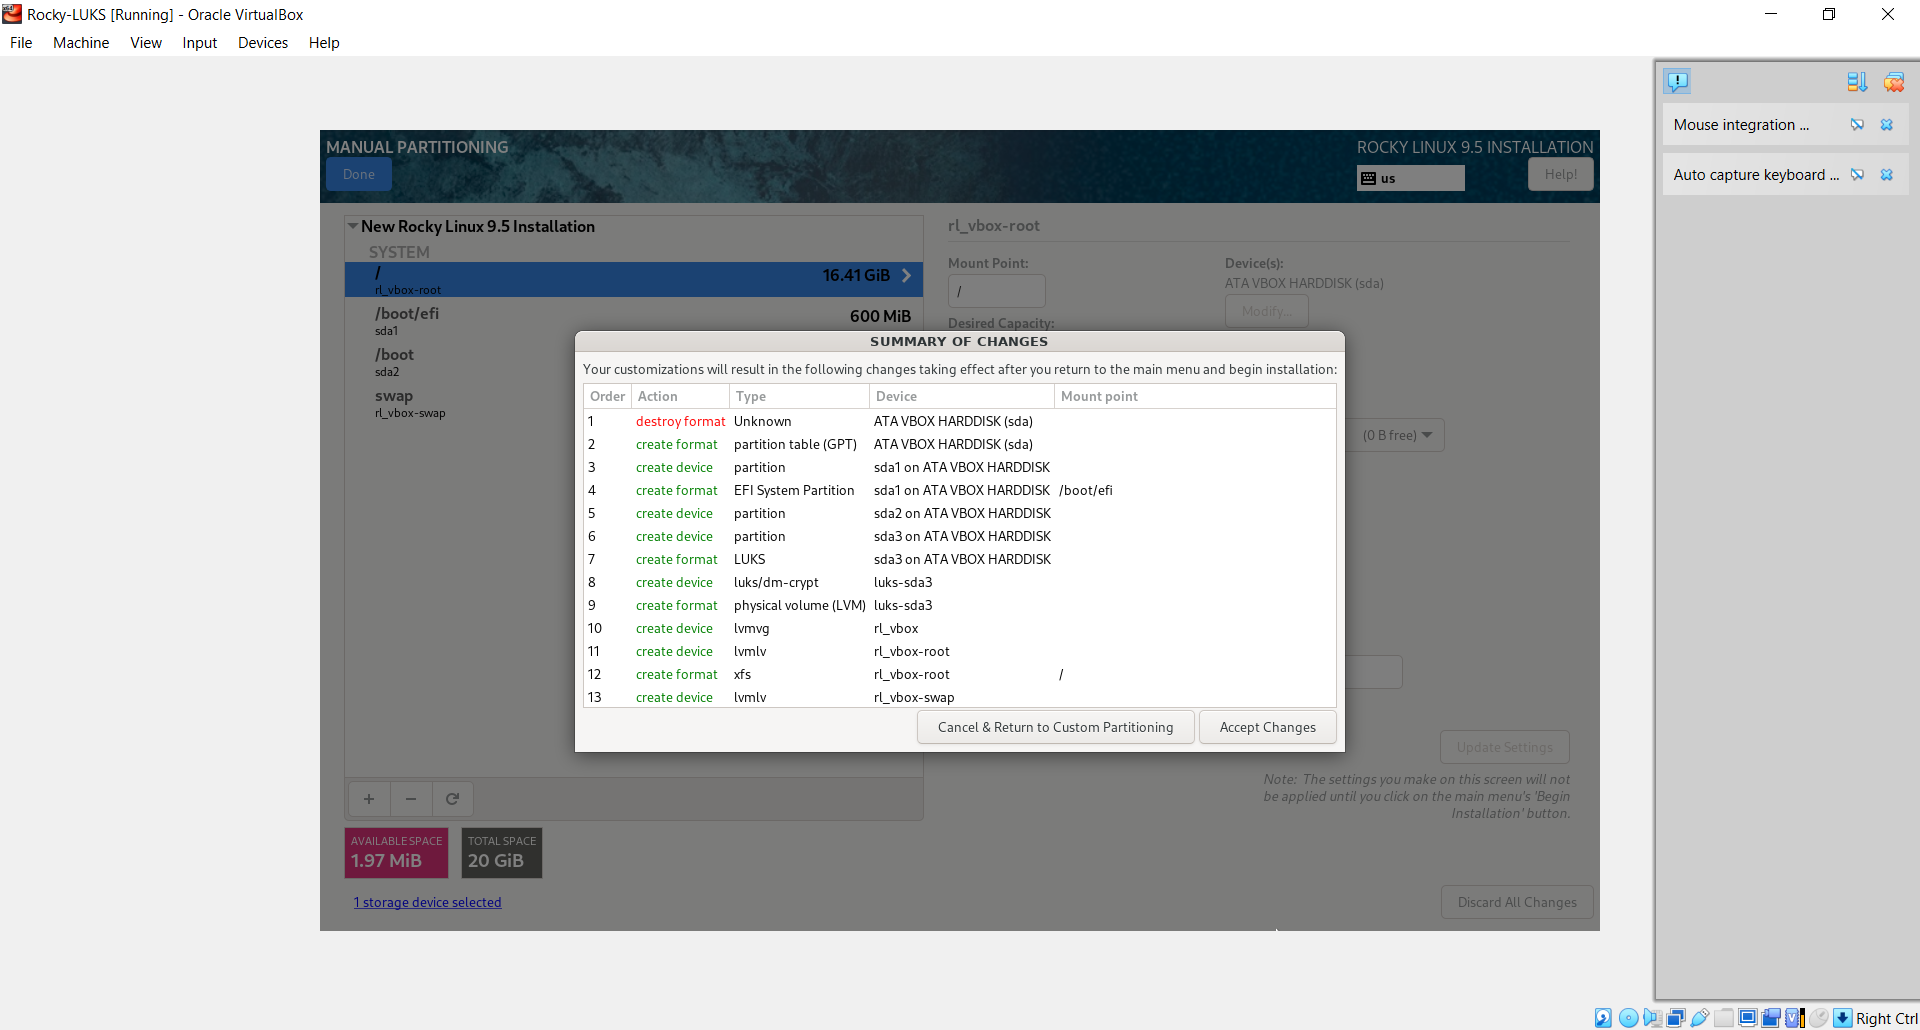 Rocky-LUKS [Running] - Oracle VirtualBox
File Machine View Input Devices Help
Mouse integration ...
Auto capture keyboard ...
MANUAL PARTITIONING
ROCKY LINUX 9.5 INSTALLATION
Done
us
Help!
New Rocky Linux 9.5 Installation
SYSTEM
/
16.41 GiB
rl_vbox-root
/boot/efi
600 MiB
sda1
/boot
sda2
swap
rl_vbox-swap
rl_vbox-root
Mount Point:
Device(s):
/
ATA VBOX HARDDISK (sda)
Modify...
Desired Capacity:
(0 B free)
SUMMARY OF CHANGES
Your customizations will result in the following changes taking effect after you return to the main menu and begin installation:
Order Action Type Device Mount point
1 destroy format Unknown ATA VBOX HARDDISK (sda)
2 create format partition table (GPT) ATA VBOX HARDDISK (sda)
3 create device partition sda1 on ATA VBOX HARDDISK
4 create format EFI System Partition sda1 on ATA VBOX HARDDISK /boot/efi
5 create device partition sda2 on ATA VBOX HARDDISK
6 create device partition sda3 on ATA VBOX HARDDISK
7 create format LUKS sda3 on ATA VBOX HARDDISK
8 create device luks/dm-crypt luks-sda3
9 create format physical volume (LVM) luks-sda3
10 create device lvmvg rl_vbox
11 create device lvmlv rl_vbox-root
12 create format xfs rl_vbox-root /
13 create device lvmlv rl_vbox-swap
Cancel & Return to Custom Partitioning
Accept Changes
Update Settings
Note: The settings you make on this screen will not
be applied until you click on the main menu's 'Begin
Installation' button.
+ −
AVAILABLE SPACE
1.97 MiB
TOTAL SPACE
20 GiB
1 storage device selected
Discard All Changes
Right Ctrl